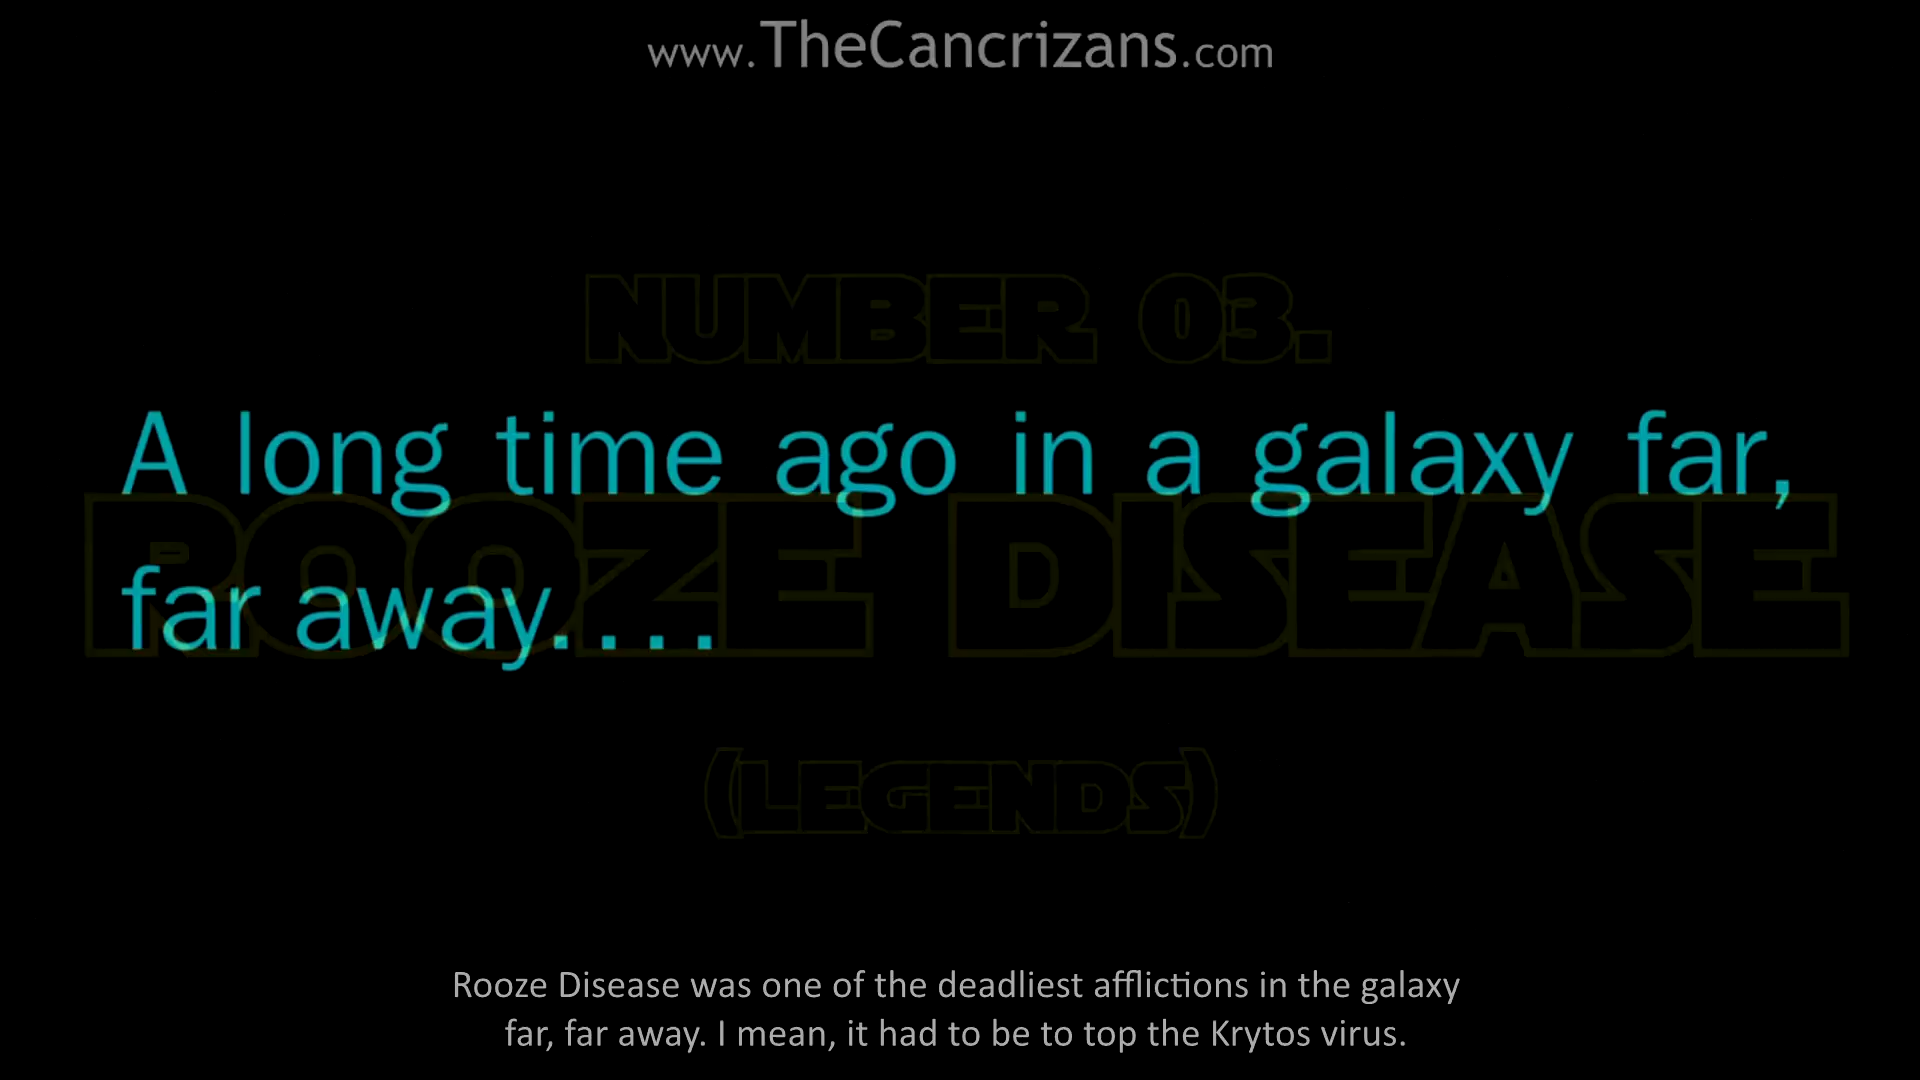 www.TheCancrizans.com
NUMBER 03.
A long time ago in a galaxy far,
ROOZE DISEASE
far away....
(LEGENDS)
Rooze Disease was one of the deadliest afflictions in the galaxy
far, far away. I mean, it had to be to top the Krytos virus.